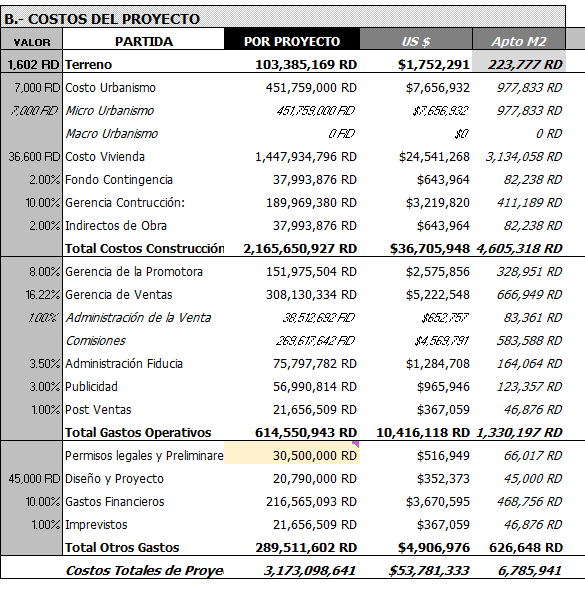 B.- COSTOS DEL PROYECTO
VALOR PARTIDA POR PROYECTO US $ Apto M2
1,602 RD Terreno 103,385,169 RD $1,752,291 223,777 RD
7,000 RD Costo Urbanismo 451,759,000 RD $7,656,932 977,833 RD
7,000 RD Micro Urbanismo 451,759,000 RD $7,656,932 977,833 RD
Macro Urbanismo 0 RD $0 0 RD
36,600 RD Costo Vivienda 1,447,934,796 RD $24,541,268 3,134,058 RD
2.00% Fondo Contingencia 37,993,876 RD $643,964 82,238 RD
10.00% Gerencia Contrucción: 189,969,380 RD $3,219,820 411,189 RD
2.00% Indirectos de Obra 37,993,876 RD $643,964 82,238 RD
Total Costos Construcción 2,165,650,927 RD $36,705,948 4,605,318 RD
8.00% Gerencia de la Promotora 151,975,504 RD $2,575,856 328,951 RD
16.22% Gerencia de Ventas 308,130,334 RD $5,222,548 666,949 RD
1.00% Administración de la Venta 38,512,692 RD $652,757 83,361 RD
Comisiones 269,617,642 RD $4,569,791 583,588 RD
3.50% Administración Fiducia 75,797,782 RD $1,284,708 164,064 RD
3.00% Publicidad 56,990,814 RD $965,946 123,357 RD
1.00% Post Ventas 21,656,509 RD $367,059 46,876 RD
Total Gastos Operativos 614,550,943 RD 10,416,118 RD 1,330,197 RD
Permisos legales y Preliminare 30,500,000 RD $516,949 66,017 RD
45,000 RD Diseño y Proyecto 20,790,000 RD $352,373 45,000 RD
10.00% Gastos Financieros 216,565,093 RD $3,670,595 468,756 RD
1.00% Imprevistos 21,656,509 RD $367,059 46,876 RD
Total Otros Gastos 289,511,602 RD $4,906,976 626,648 RD
Costos Totales de Proye 3,173,098,641 $53,781,333 6,785,941